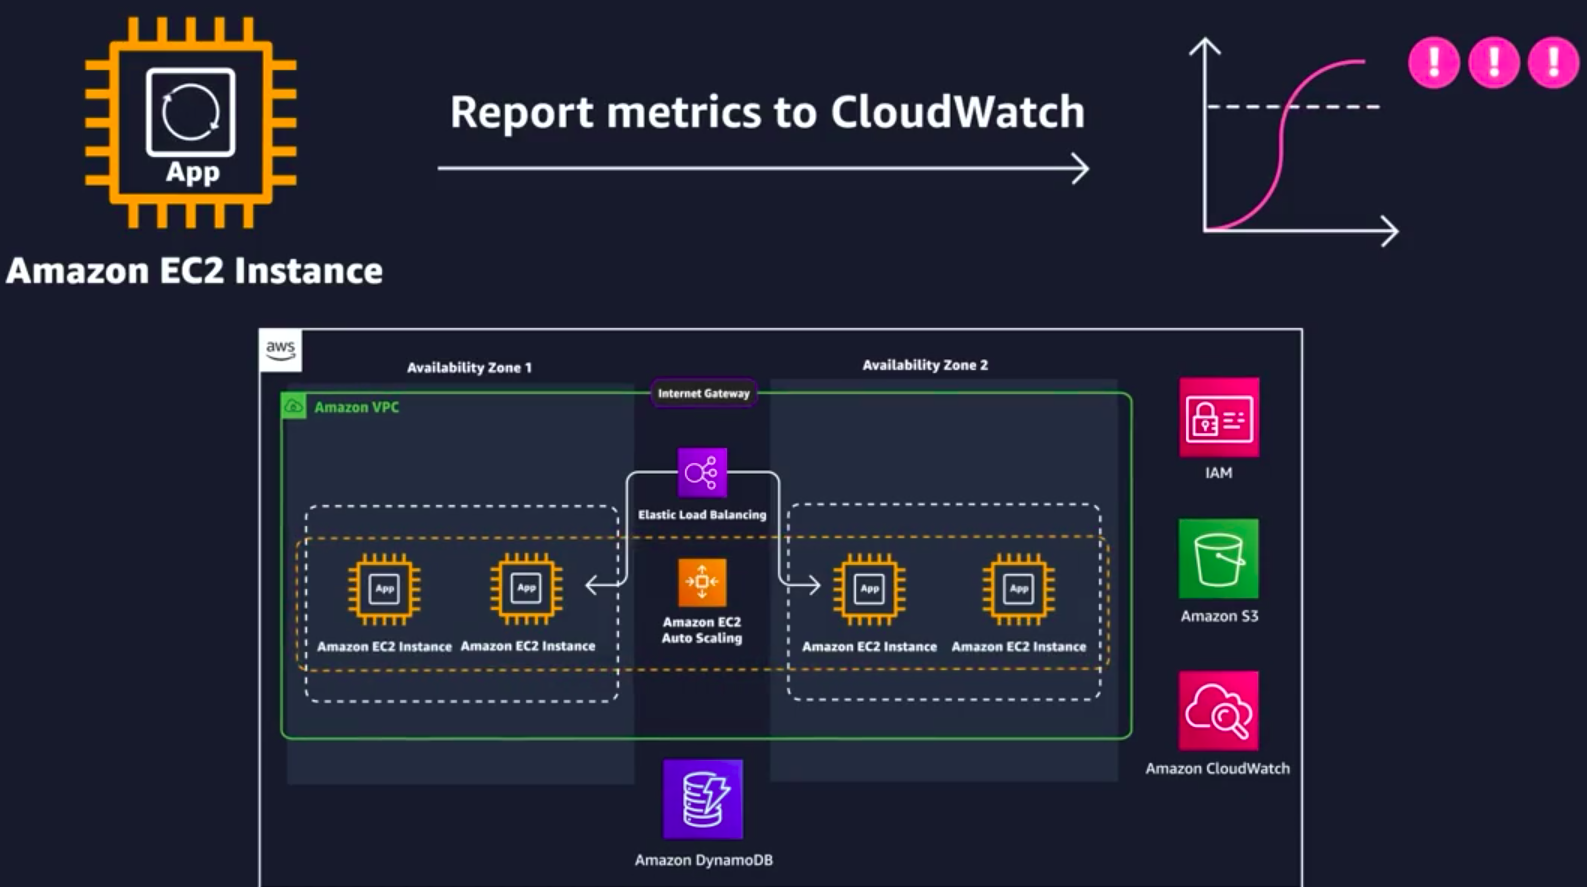 App
Report metrics to CloudWatch
! ! !
Amazon EC2 Instance
aws
Availability Zone 1
Availability Zone 2
Internet Gateway
Amazon VPC
IAM
Elastic Load Balancing
App
App
App
App
Amazon EC2 Instance
Amazon EC2 Instance
Amazon EC2
Auto Scaling
Amazon EC2 Instance
Amazon EC2 Instance
Amazon S3
Amazon CloudWatch
Amazon DynamoDB